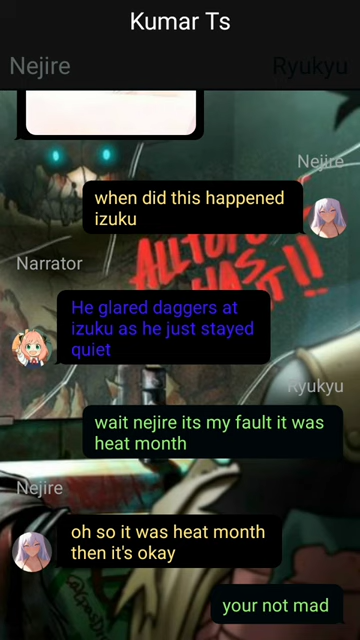 Kumar Ts
Nejire
Ryukyu
Nejire
when did this happened
izuku
Narrator
He glared daggers at
izuku as he just stayed
quiet
Ryukyu
wait nejire its my fault it was
heat month
Nejire
oh so it was heat month
then it's okay
your not mad